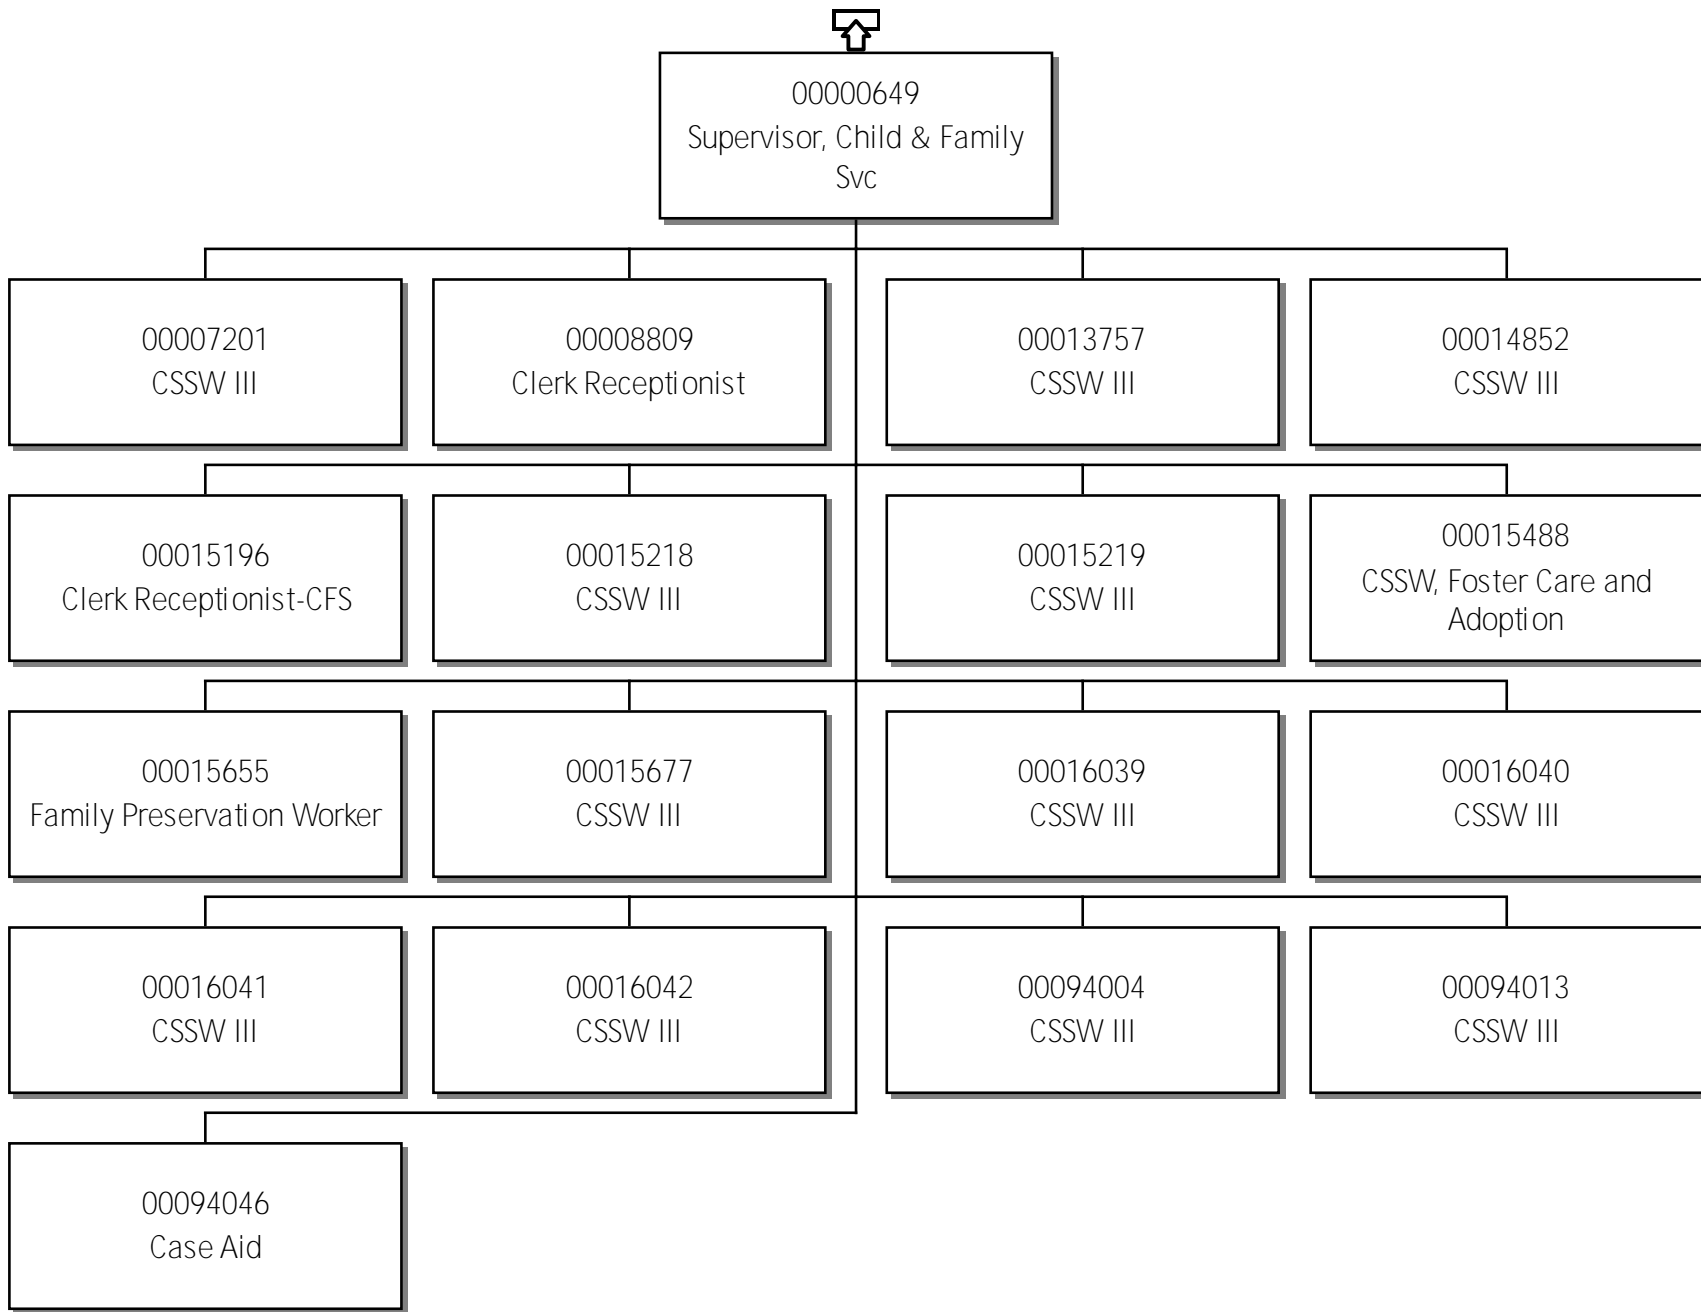 00000649
Supervisor, Child & Family
Svc
00007201
CSSW III
00008809
Clerk Receptionist
00013757
CSSW III
00014852
CSSW III
00015196
Clerk Receptionist-CFS
00015218
CSSW III
00015219
CSSW III
00015488
CSSW, Foster Care and
Adoption
00015655
Family Preservation Worker
00015677
CSSW III
00016039
CSSW III
00016040
CSSW III
00016041
CSSW III
00016042
CSSW III
00094004
CSSW III
00094013
CSSW III
00094046
Case Aid